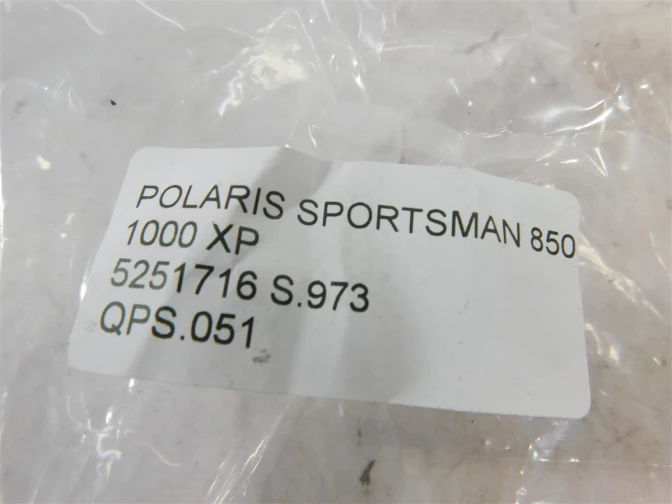 POLARIS SPORTSMAN 850
1000 XP
5251716 S.973
QPS.051